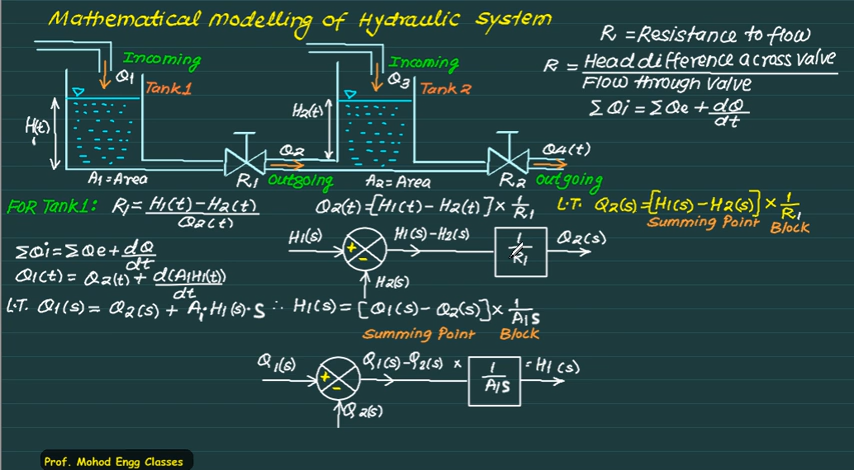 Mathematical modelling of Hydraulic System
R = Resistance to flow
R = Head difference across valve
Flow through Valve
ΣQi = ΣQe + dQ
dt
Incoming
Q1
Tank1
Incoming
Q3
Tank 2
H1(t)
H2(t)
Q2
Q4(t)
A1 = Area
R1
outgoing
A2 = Area
R2
outgoing
FOR Tank1: R1 = H1(t) - H2(t)
Q2(t)
Q2(t) = [H1(t) - H2(t)] × 1
R1
L.T. Q2(s) = [H1(s) - H2(s)] × 1
R1
Summing Point Block
H1(s)
+
-
H1(s) - H2(s)
1
R1
Q2(s)
H2(s)
ΣQi = ΣQe + dQ
dt
Q1(t) = Q2(t) + d(A1H1(t))
dt
L.T. Q1(s) = Q2(s) + A1·H1(s)·S ∴ H1(s) = [Q1(s) - Q2(s)] × 1
A1S
Summing Point Block
Q1(s)
+
-
Q1(s) - Q2(s) ×
1
A1S
= H1(s)
Q2(s)
Prof. Mohod Engg Classes